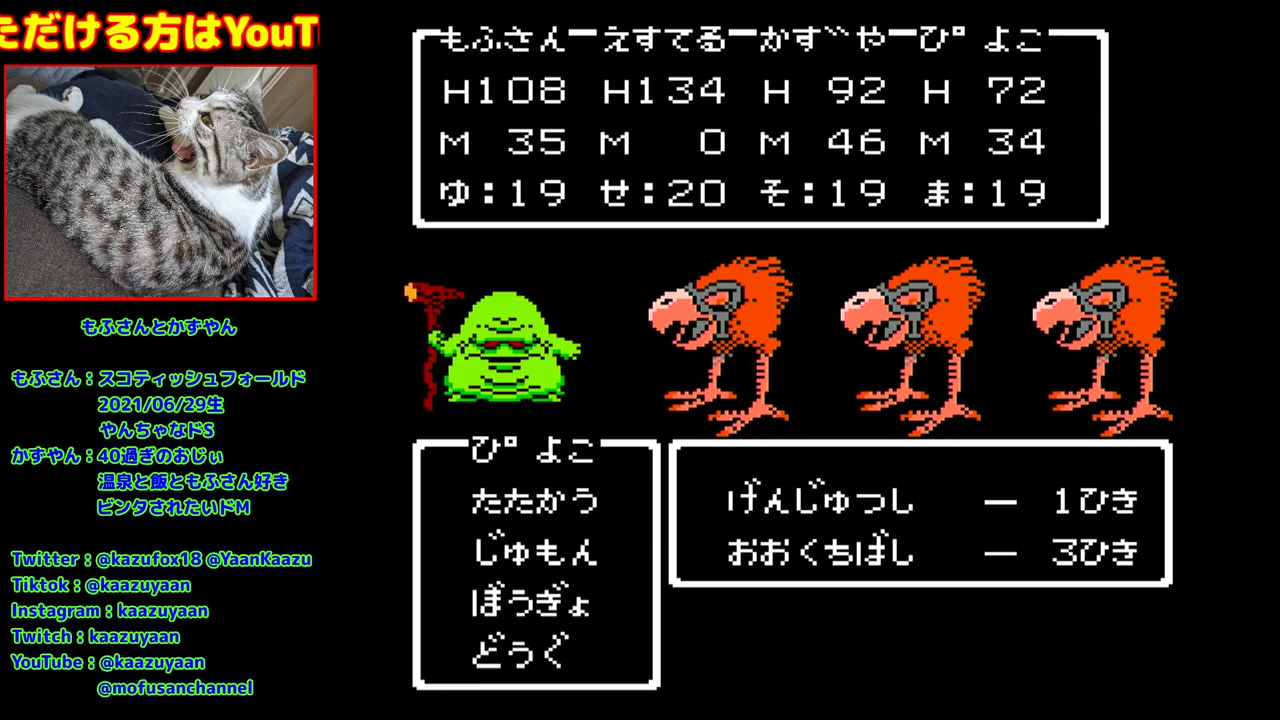 ただける方はYouT
もふさんとかずやん
もふさん：スコティッシュフォールド
2021/06/29生
やんちゃなドS
かずやん：40過ぎのおじぃ
温泉と飯ともふさん好き
ビンタされたいドM
Twitter：@kazufox18 @YaanKaazu
Tiktok：@kaazuyaan
Instagram：kaazuyaan
Twitch：kaazuyaan
YouTube：@kaazuyaan
@mofusanchannel
もふさん えすてる かずや ぴよこ
H108 H134 H 92 H 72
M 35 M 0 M 46 M 34
ゆ:19 せ:20 そ:19 ま:19
ぴよこ
たたかう
じゅもん
ぼうぎょ
どうぐ
げんじゅつし ー 1ひき
おおくちばし ー 3ひき